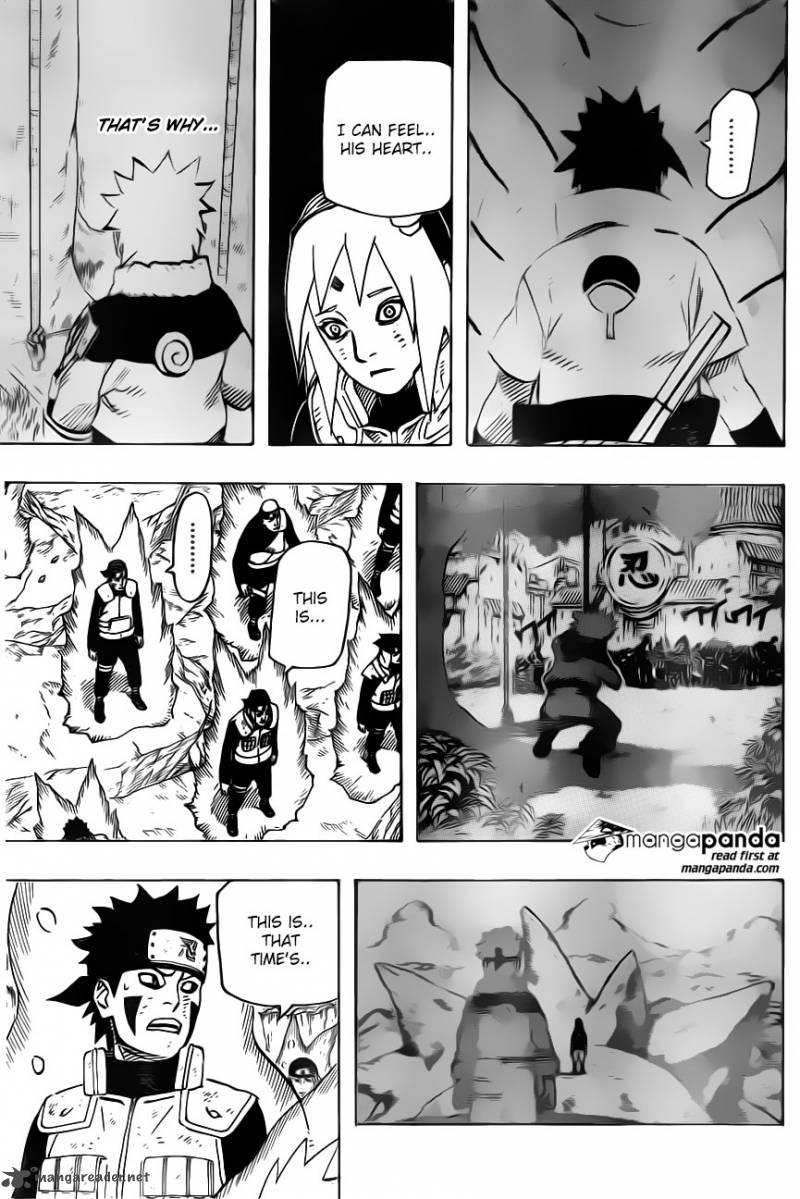 .........
I CAN FEEL..
HIS HEART..
THAT'S WHY...
忍
THIS
IS...
.........
mangapanda
read first at
mangapanda.com
THIS IS..
THAT
TIME'S..
忍
mangareader.net